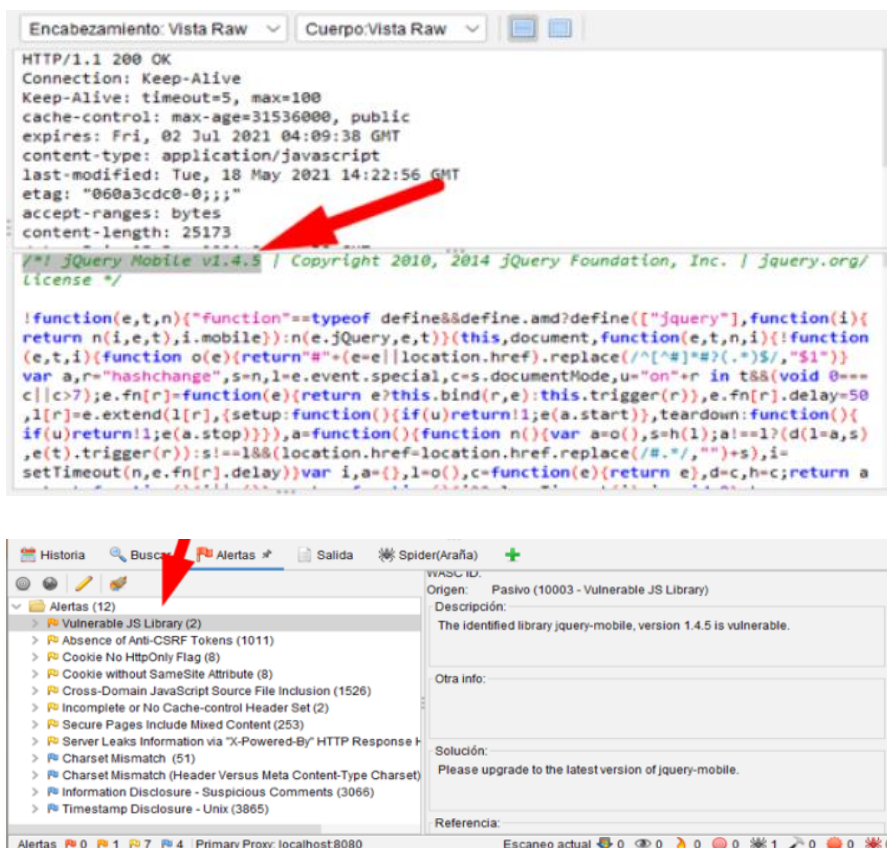 Encabezamiento: Vista Raw Cuerpo:Vista Raw
HTTP/1.1 200 OK
Connection: Keep-Alive
Keep-Alive: timeout=5, max=100
cache-control: max-age=31536000, public
expires: Fri, 02 Jul 2021 04:09:38 GMT
content-type: application/javascript
last-modified: Tue, 18 May 2021 14:22:56 GMT
etag: "060a3cdc0-0;;;"
accept-ranges: bytes
content-length: 25173
/*! jQuery Mobile v1.4.5 | Copyright 2010, 2014 jQuery Foundation, Inc. | jquery.org/
license */
!function(e,t,n){"function"==typeof define&&define.amd?define(["jquery"],function(i){
return n(i,e,t),i.mobile}):n(e.jQuery,e,t)}(this,document,function(e,t,n,i){!function
(e,t,i){function o(e){return"#"+(e=e||location.href).replace(/^[^#]*#?(.*)$/,"$1")}
var a,r="hashchange",s=n,l=e.event.special,c=s.documentMode,u="on"+r in t&&(void 0===
c||c>7);e.fn[r]=function(e){return e?this.bind(r,e):this.trigger(r)},e.fn[r].delay=50
,l[r]=e.extend(l[r],{setup:function(){if(u)return!1;e(a.start)},teardown:function(){
if(u)return!1;e(a.stop)}}),a=function(){function n(){var a=o(),s=h(l);a!==l?(d(l=a,s)
,e(t).trigger(r)):s!==l&&(location.href=location.href.replace(/#.*/,"")+s),i=
setTimeout(n,e.fn[r].delay)}var i,a={},l=o(),c=function(e){return e},d=c,h=c;return a
Historia Alertas Salida Spider(Araña)
WASC ID:
Origen: Pasivo (10003 - Vulnerable JS Library)
Alertas (12)
Vulnerable JS Library (2)
Absence of Anti-CSRF Tokens (1011)
Cookie No HttpOnly Flag (8)
Cookie without SameSite Attribute (8)
Cross-Domain JavaScript Source File Inclusion (1526)
Incomplete or No Cache-control Header Set (2)
Secure Pages Include Mixed Content (253)
Server Leaks Information via "X-Powered-By" HTTP Response H
Charset Mismatch (51)
Charset Mismatch (Header Versus Meta Content-Type Charset)
Information Disclosure - Suspicious Comments (3066)
Timestamp Disclosure - Unix (3865)
Descripción:
The identified library jquery-mobile, version 1.4.5 is vulnerable.
Otra info:
Solución:
Please upgrade to the latest version of jquery-mobile.
Referencia:
Alertas 0 1 7 4 Primary Proxy: localhost:8080 Escaneo actual 0 0 0 0 1 0 0